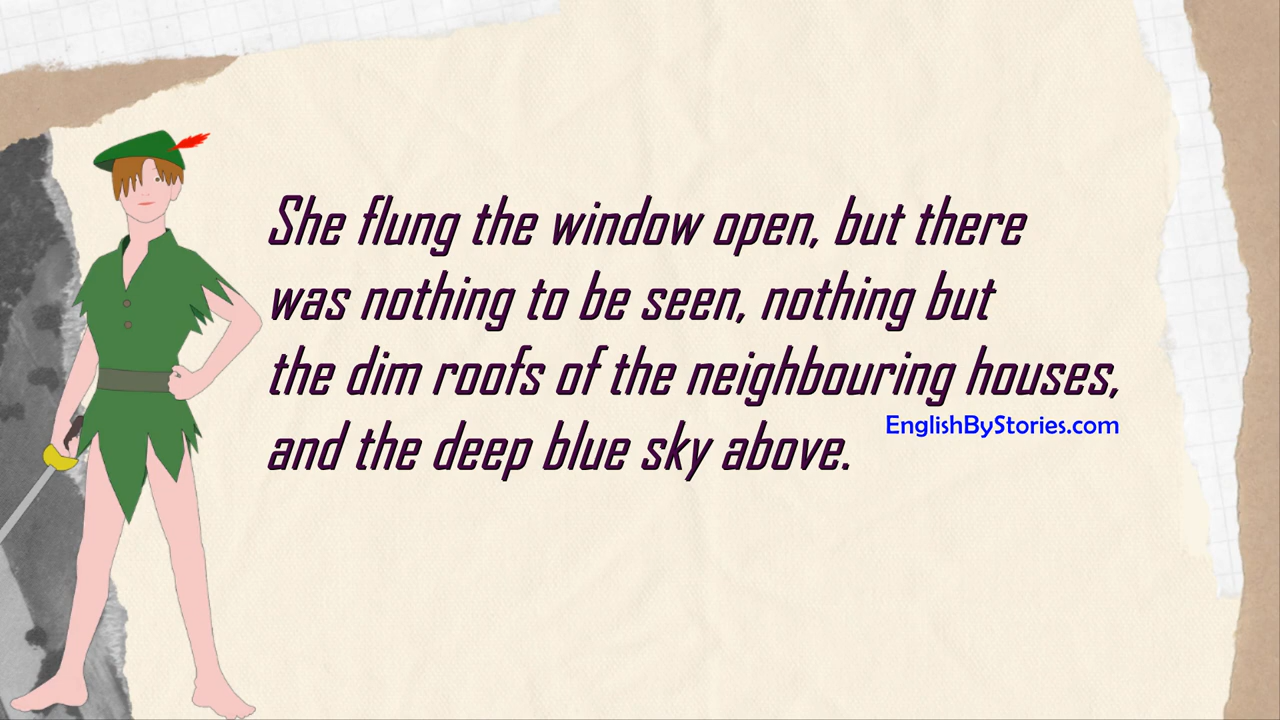 She flung the window open, but there
was nothing to be seen, nothing but
the dim roofs of the neighbouring houses,
and the deep blue sky above.
EnglishByStories.com